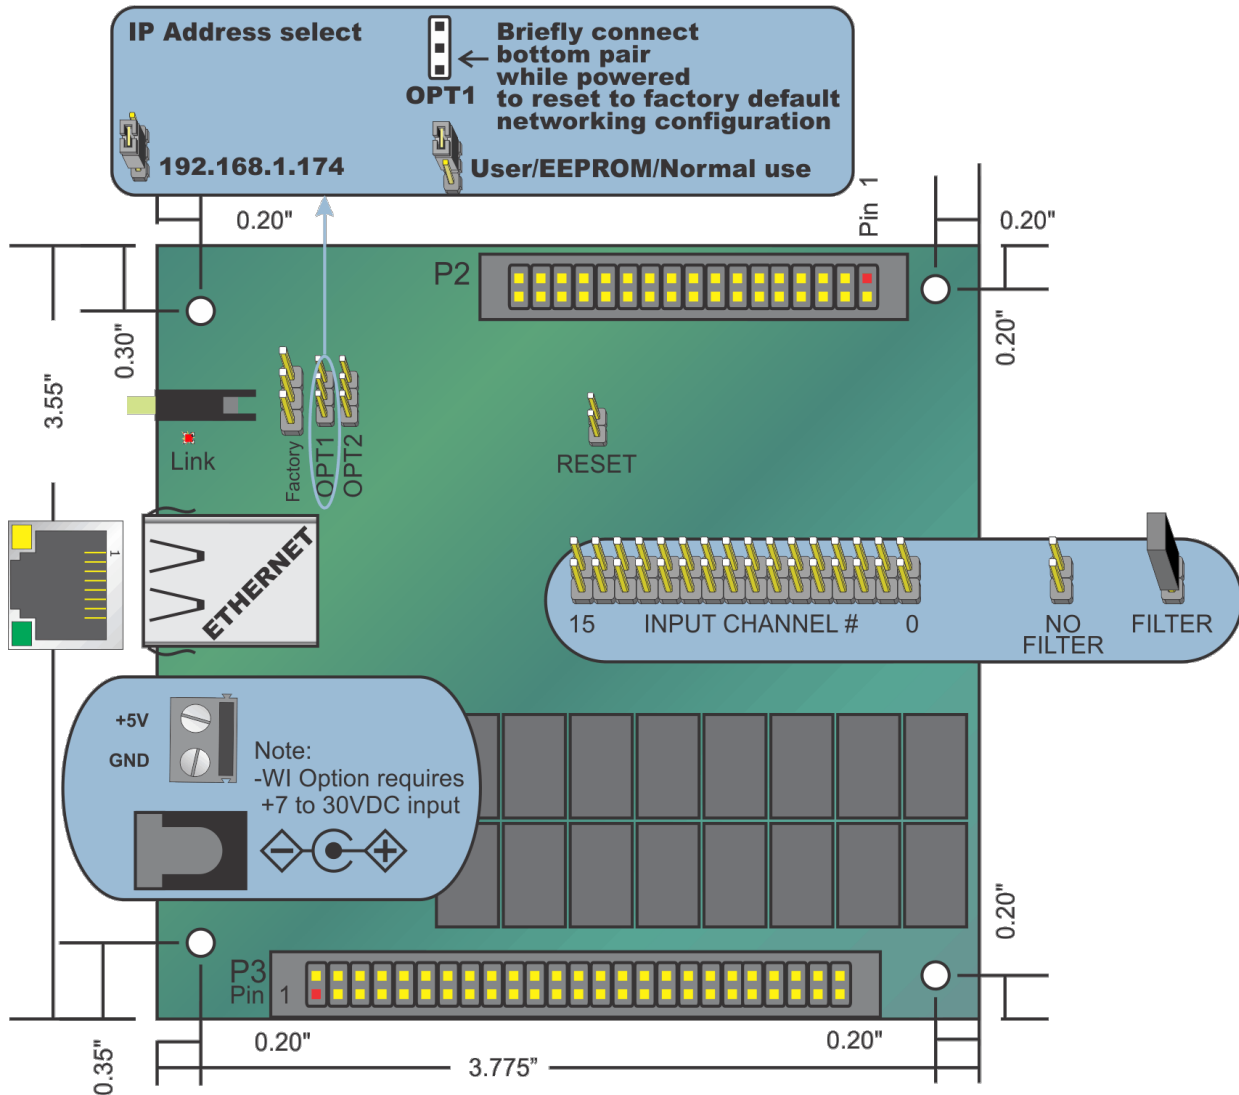 IP Address select
Briefly connect
bottom pair
while powered
to reset to factory default
networking configuration
OPT1
192.168.1.174
User/EEPROM/Normal use
0.20"
Pin 1
0.20"
P2
0.30"
3.55"
0.20"
Link
Factory
OPT1
OPT2
RESET
1
ETHERNET
15
INPUT CHANNEL #
0
NO
FILTER
FILTER
+5V
GND
Note:
-WI Option requires
+7 to 30VDC input
0.20"
P3
Pin 1
0.35"
0.20"
3.775”
0.20"